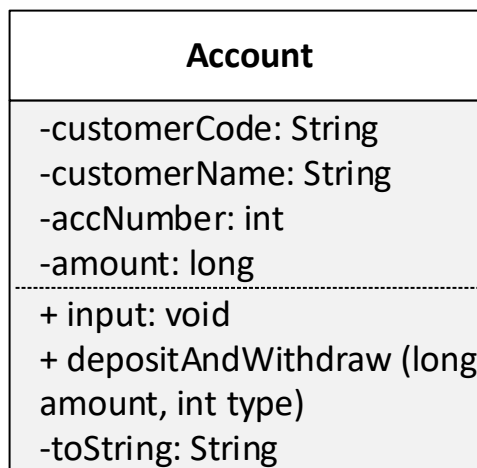 Account
-customerCode: String
-customerName: String
-accNumber: int
-amount: long
+ input: void
+ depositAndWithdraw (long
amount, int type)
-toString: String